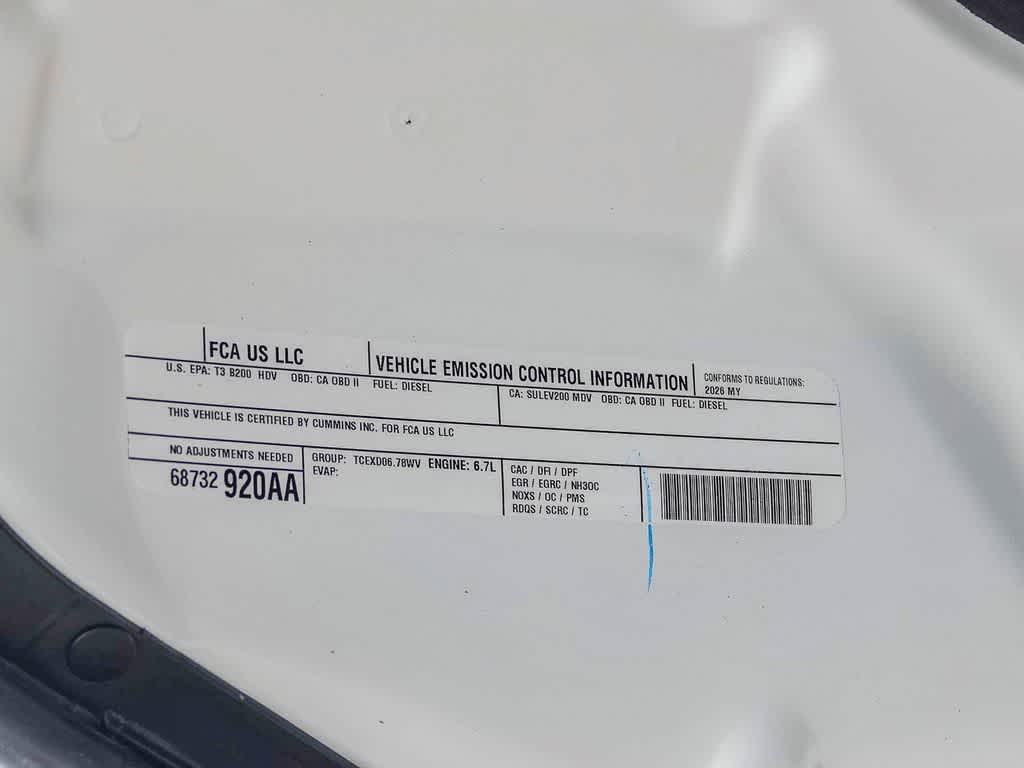 FCA US LLC
VEHICLE EMISSION CONTROL INFORMATION
CONFORMS TO REGULATIONS:
2026 MY
U.S. EPA: T3 B200 HDV OBD: CA OBD II FUEL: DIESEL
CA: SULEV200 MDV OBD: CA OBD II FUEL: DIESEL
THIS VEHICLE IS CERTIFIED BY CUMMINS INC. FOR FCA US LLC
NO ADJUSTMENTS NEEDED
68732 920AA
GROUP: TCEXD06.78WV ENGINE: 6.7L
EVAP:
CAC / DFI / DPF
EGR / EGRC / NH3OC
NOXS / OC / PMS
RDQS / SCRC / TC